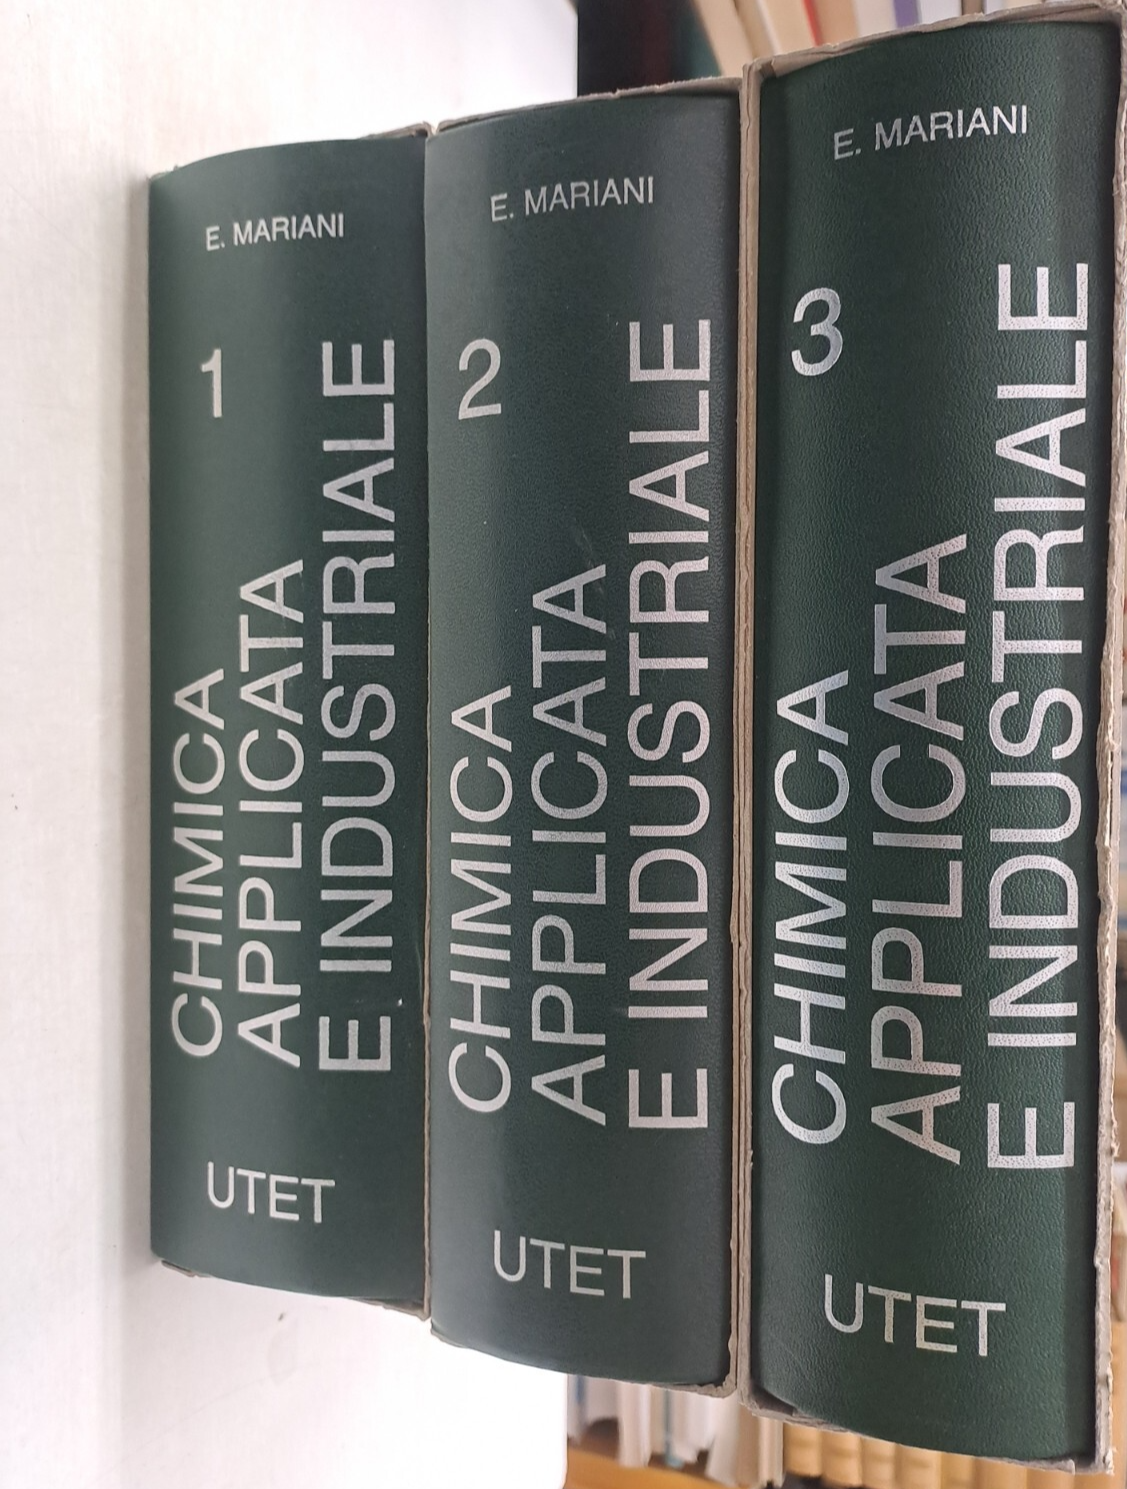 E. MARIANI
1
CHIMICA
APPLICATA
E INDUSTRIALE
UTET
E. MARIANI
2
CHIMICA
APPLICATA
E INDUSTRIALE
UTET
E. MARIANI
3
CHIMICA
APPLICATA
E INDUSTRIALE
UTET